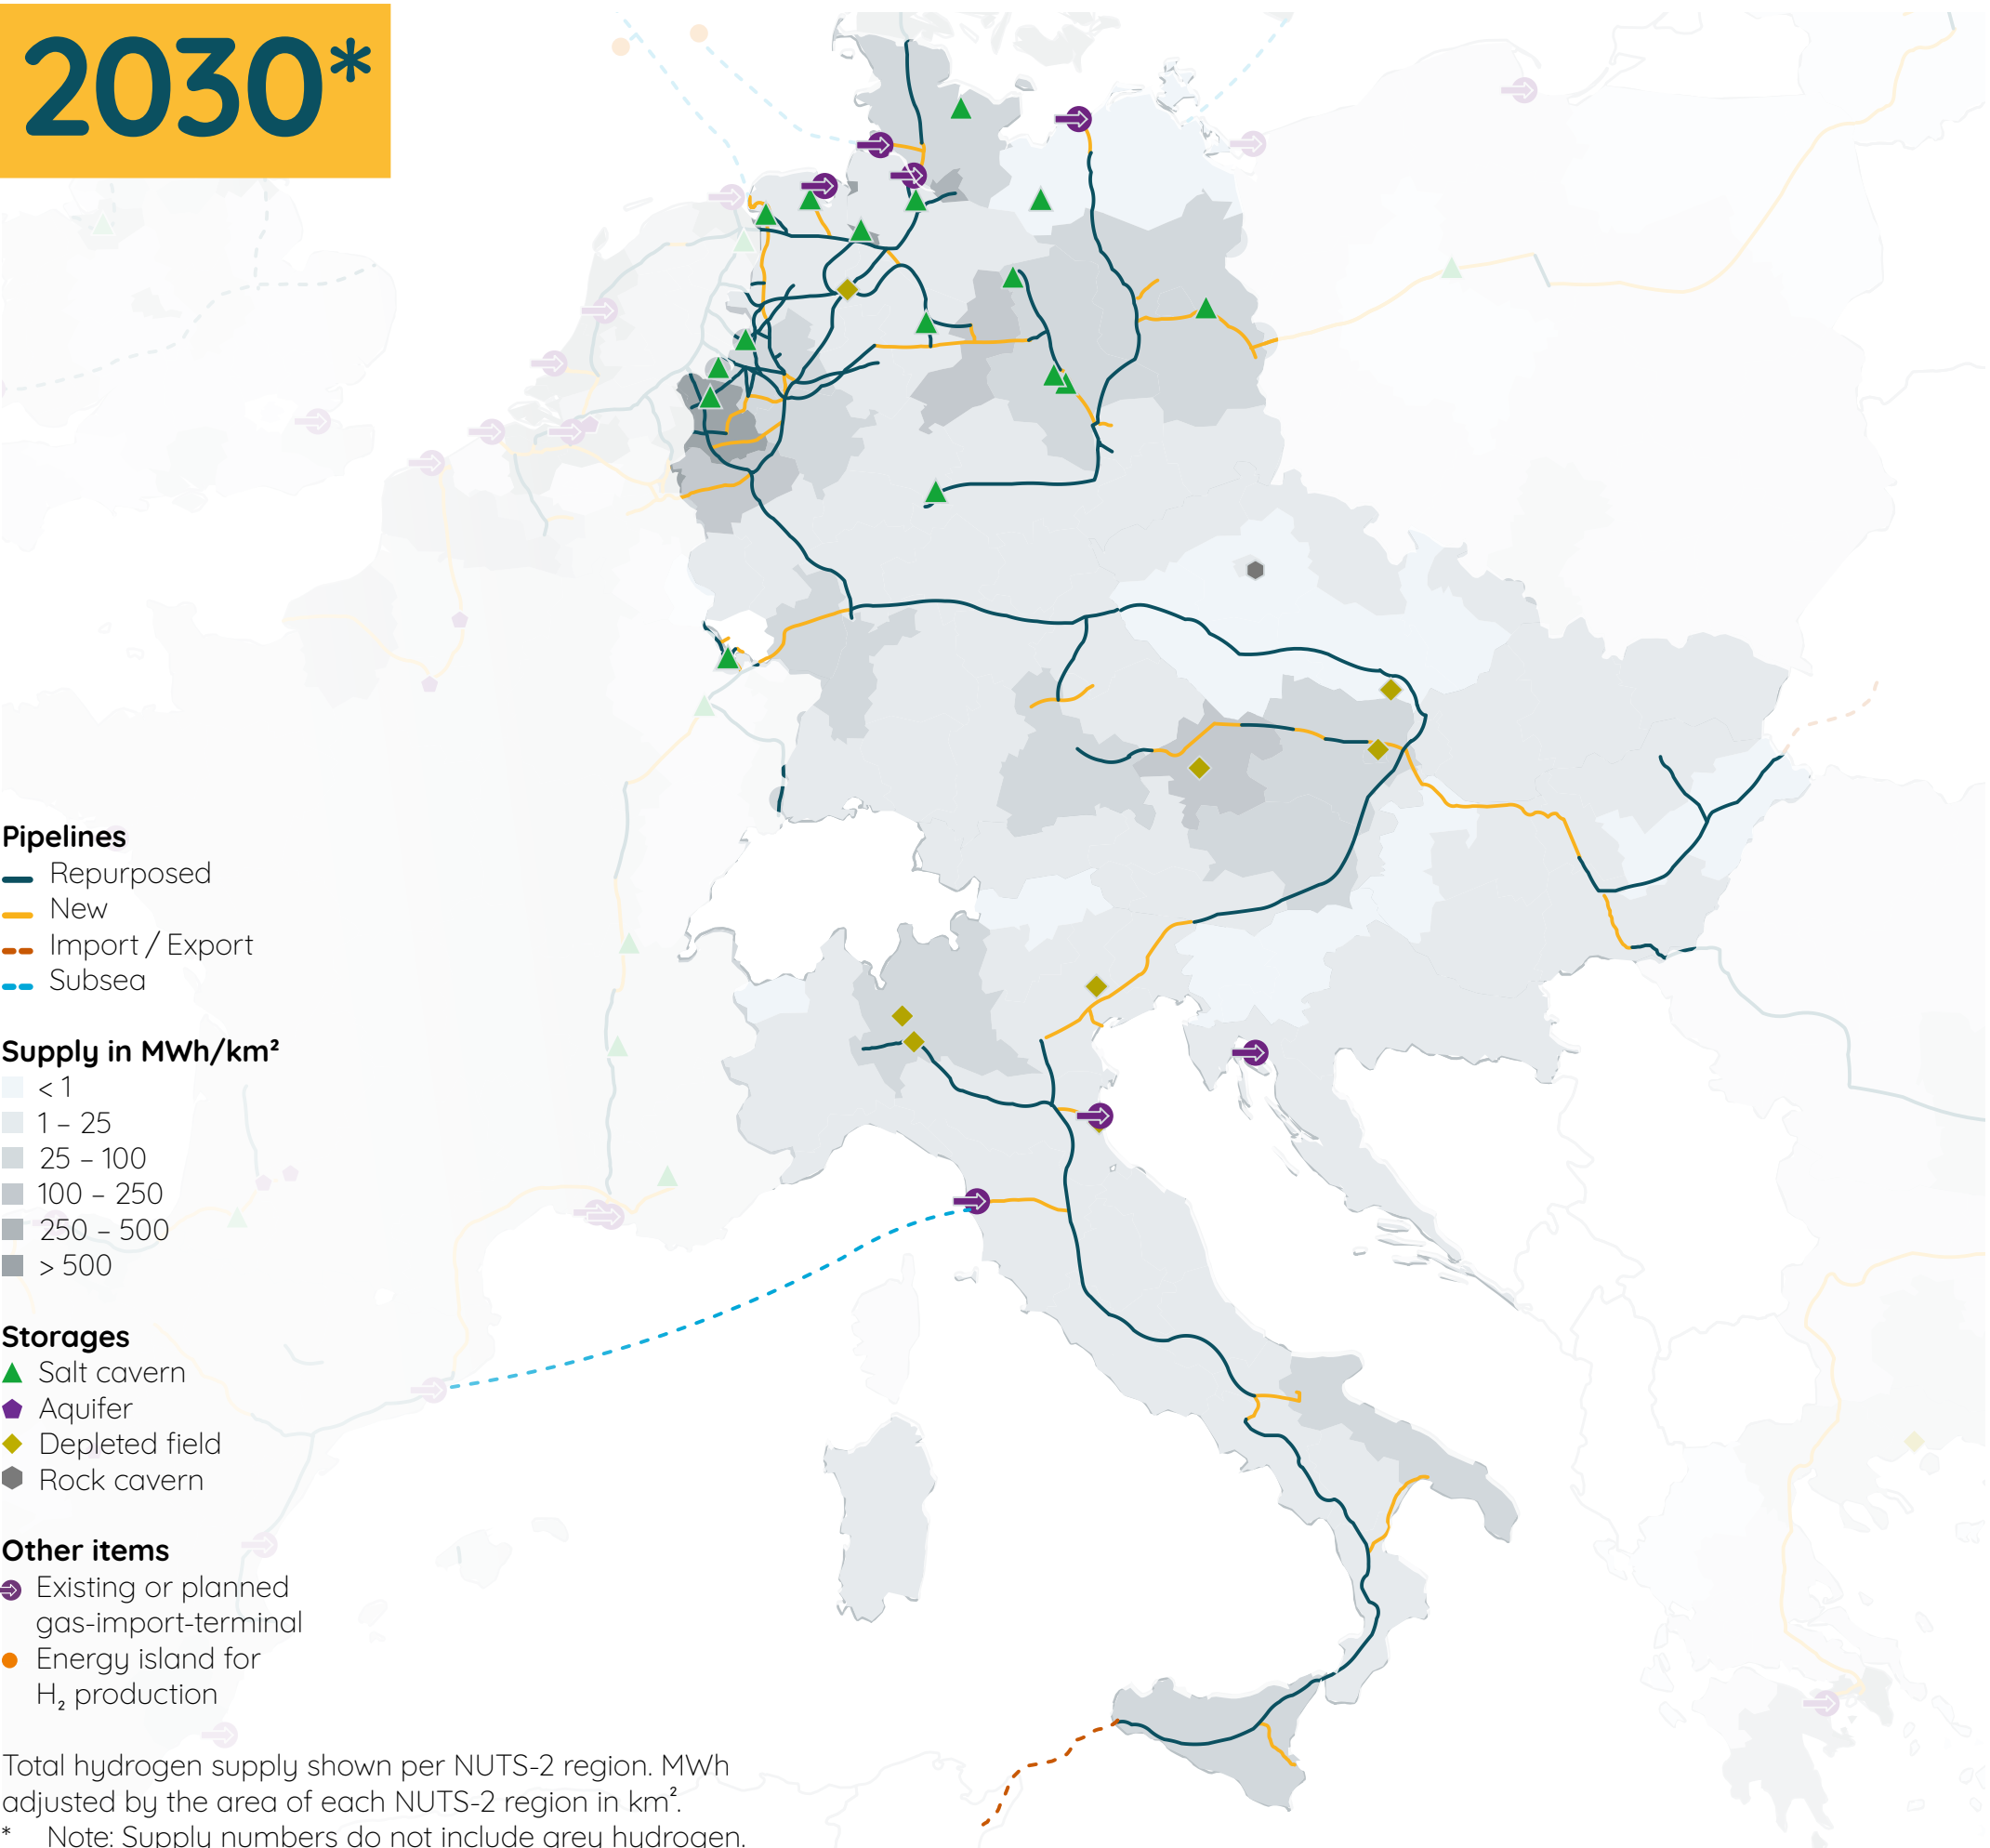 2030*
Pipelines
Repurposed
New
Import / Export
Subsea
Supply in MWh/km²
< 1
1 – 25
25 – 100
100 – 250
250 – 500
> 500
Storages
Salt cavern
Aquifer
Depleted field
Rock cavern
Other items
Existing or planned
gas-import-terminal
Energy island for
H₂ production
Total hydrogen supply shown per NUTS-2 region. MWh
adjusted by the area of each NUTS-2 region in km².
* Note: Supply numbers do not include grey hydrogen.